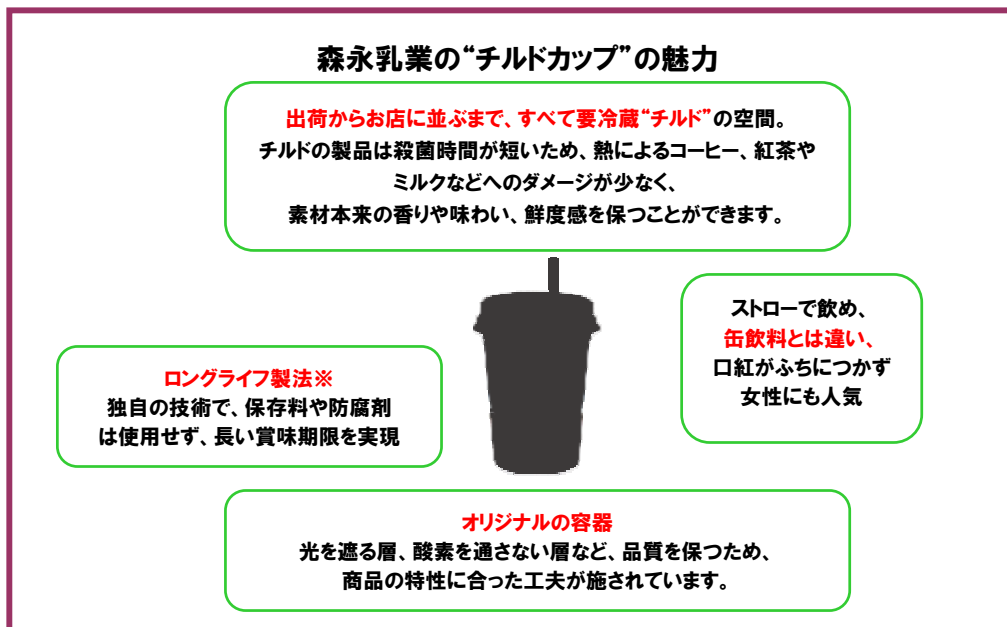 森永乳業の“チルドカップ”の魅力
出荷からお店に並ぶまで、すべて要冷蔵“チルド”の空間。
チルドの製品は殺菌時間が短いため、熱によるコーヒー、紅茶や
ミルクなどへのダメージが少なく、
素材本来の香りや味わい、鮮度感を保つことができます。
ストローで飲め、
缶飲料とは違い、
口紅がふちにつかず
女性にも人気
ロングライフ製法※
独自の技術で、保存料や防腐剤
は使用せず、長い賞味期限を実現
オリジナルの容器
光を遮る層、酸素を通さない層など、品質を保つため、
商品の特性に合った工夫が施されています。